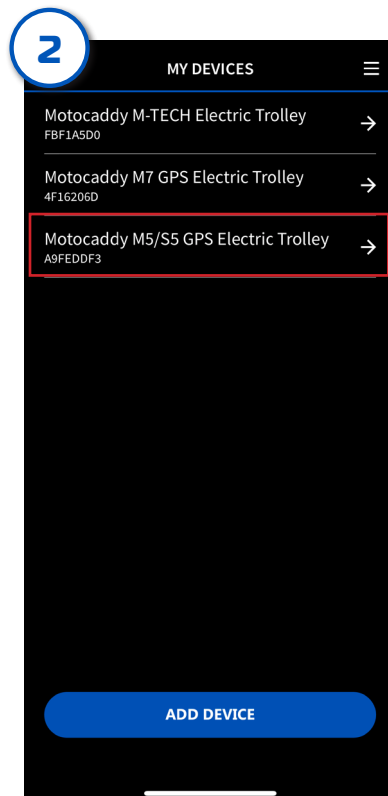 2
MY DEVICES
Motocaddy M-TECH Electric Trolley
FBF1A5D0
Motocaddy M7 GPS Electric Trolley
4F16206D
Motocaddy M5/S5 GPS Electric Trolley
A9FEDDF3
ADD DEVICE